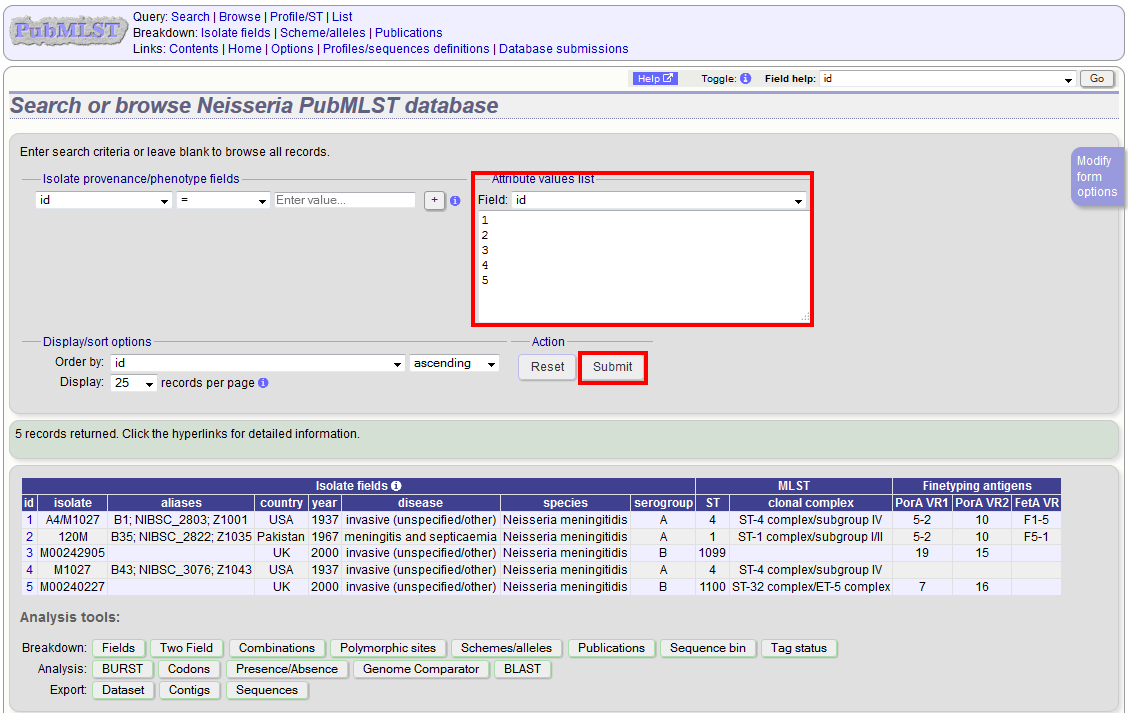 PubMLST
Query: Search | Browse | Profile/ST | List
Breakdown: Isolate fields | Scheme/alleles | Publications
Links: Contents | Home | Options | Profiles/sequences definitions | Database submissions
Help Toggle: i Field help: id Go
Search or browse Neisseria PubMLST database
Enter search criteria or leave blank to browse all records.
Modify
form
options
Isolate provenance/phenotype fields
id = Enter value... + i
Attribute values list
Field: id
1
2
3
4
5
Display/sort options
Order by: id ascending
Display: 25 records per page i
Action
Reset Submit
5 records returned. Click the hyperlinks for detailed information.
Isolate fields i MLST Finetyping antigens
id isolate aliases country year disease species serogroup ST clonal complex PorA VR1 PorA VR2 FetA VR
1 A4/M1027 B1; NIBSC_2803; Z1001 USA 1937 invasive (unspecified/other) Neisseria meningitidis A 4 ST-4 complex/subgroup IV 5-2 10 F1-5
2 120M B35; NIBSC_2822; Z1035 Pakistan 1967 meningitis and septicaemia Neisseria meningitidis A 1 ST-1 complex/subgroup I/II 5-2 10 F5-1
3 M00242905 UK 2000 invasive (unspecified/other) Neisseria meningitidis B 1099 19 15
4 M1027 B43; NIBSC_3076; Z1043 USA 1937 invasive (unspecified/other) Neisseria meningitidis A 4 ST-4 complex/subgroup IV
5 M00240227 UK 2000 invasive (unspecified/other) Neisseria meningitidis B 1100 ST-32 complex/ET-5 complex 7 16
Analysis tools:
Breakdown: Fields Two Field Combinations Polymorphic sites Schemes/alleles Publications Sequence bin Tag status
Analysis: BURST Codons Presence/Absence Genome Comparator BLAST
Export: Dataset Contigs Sequences